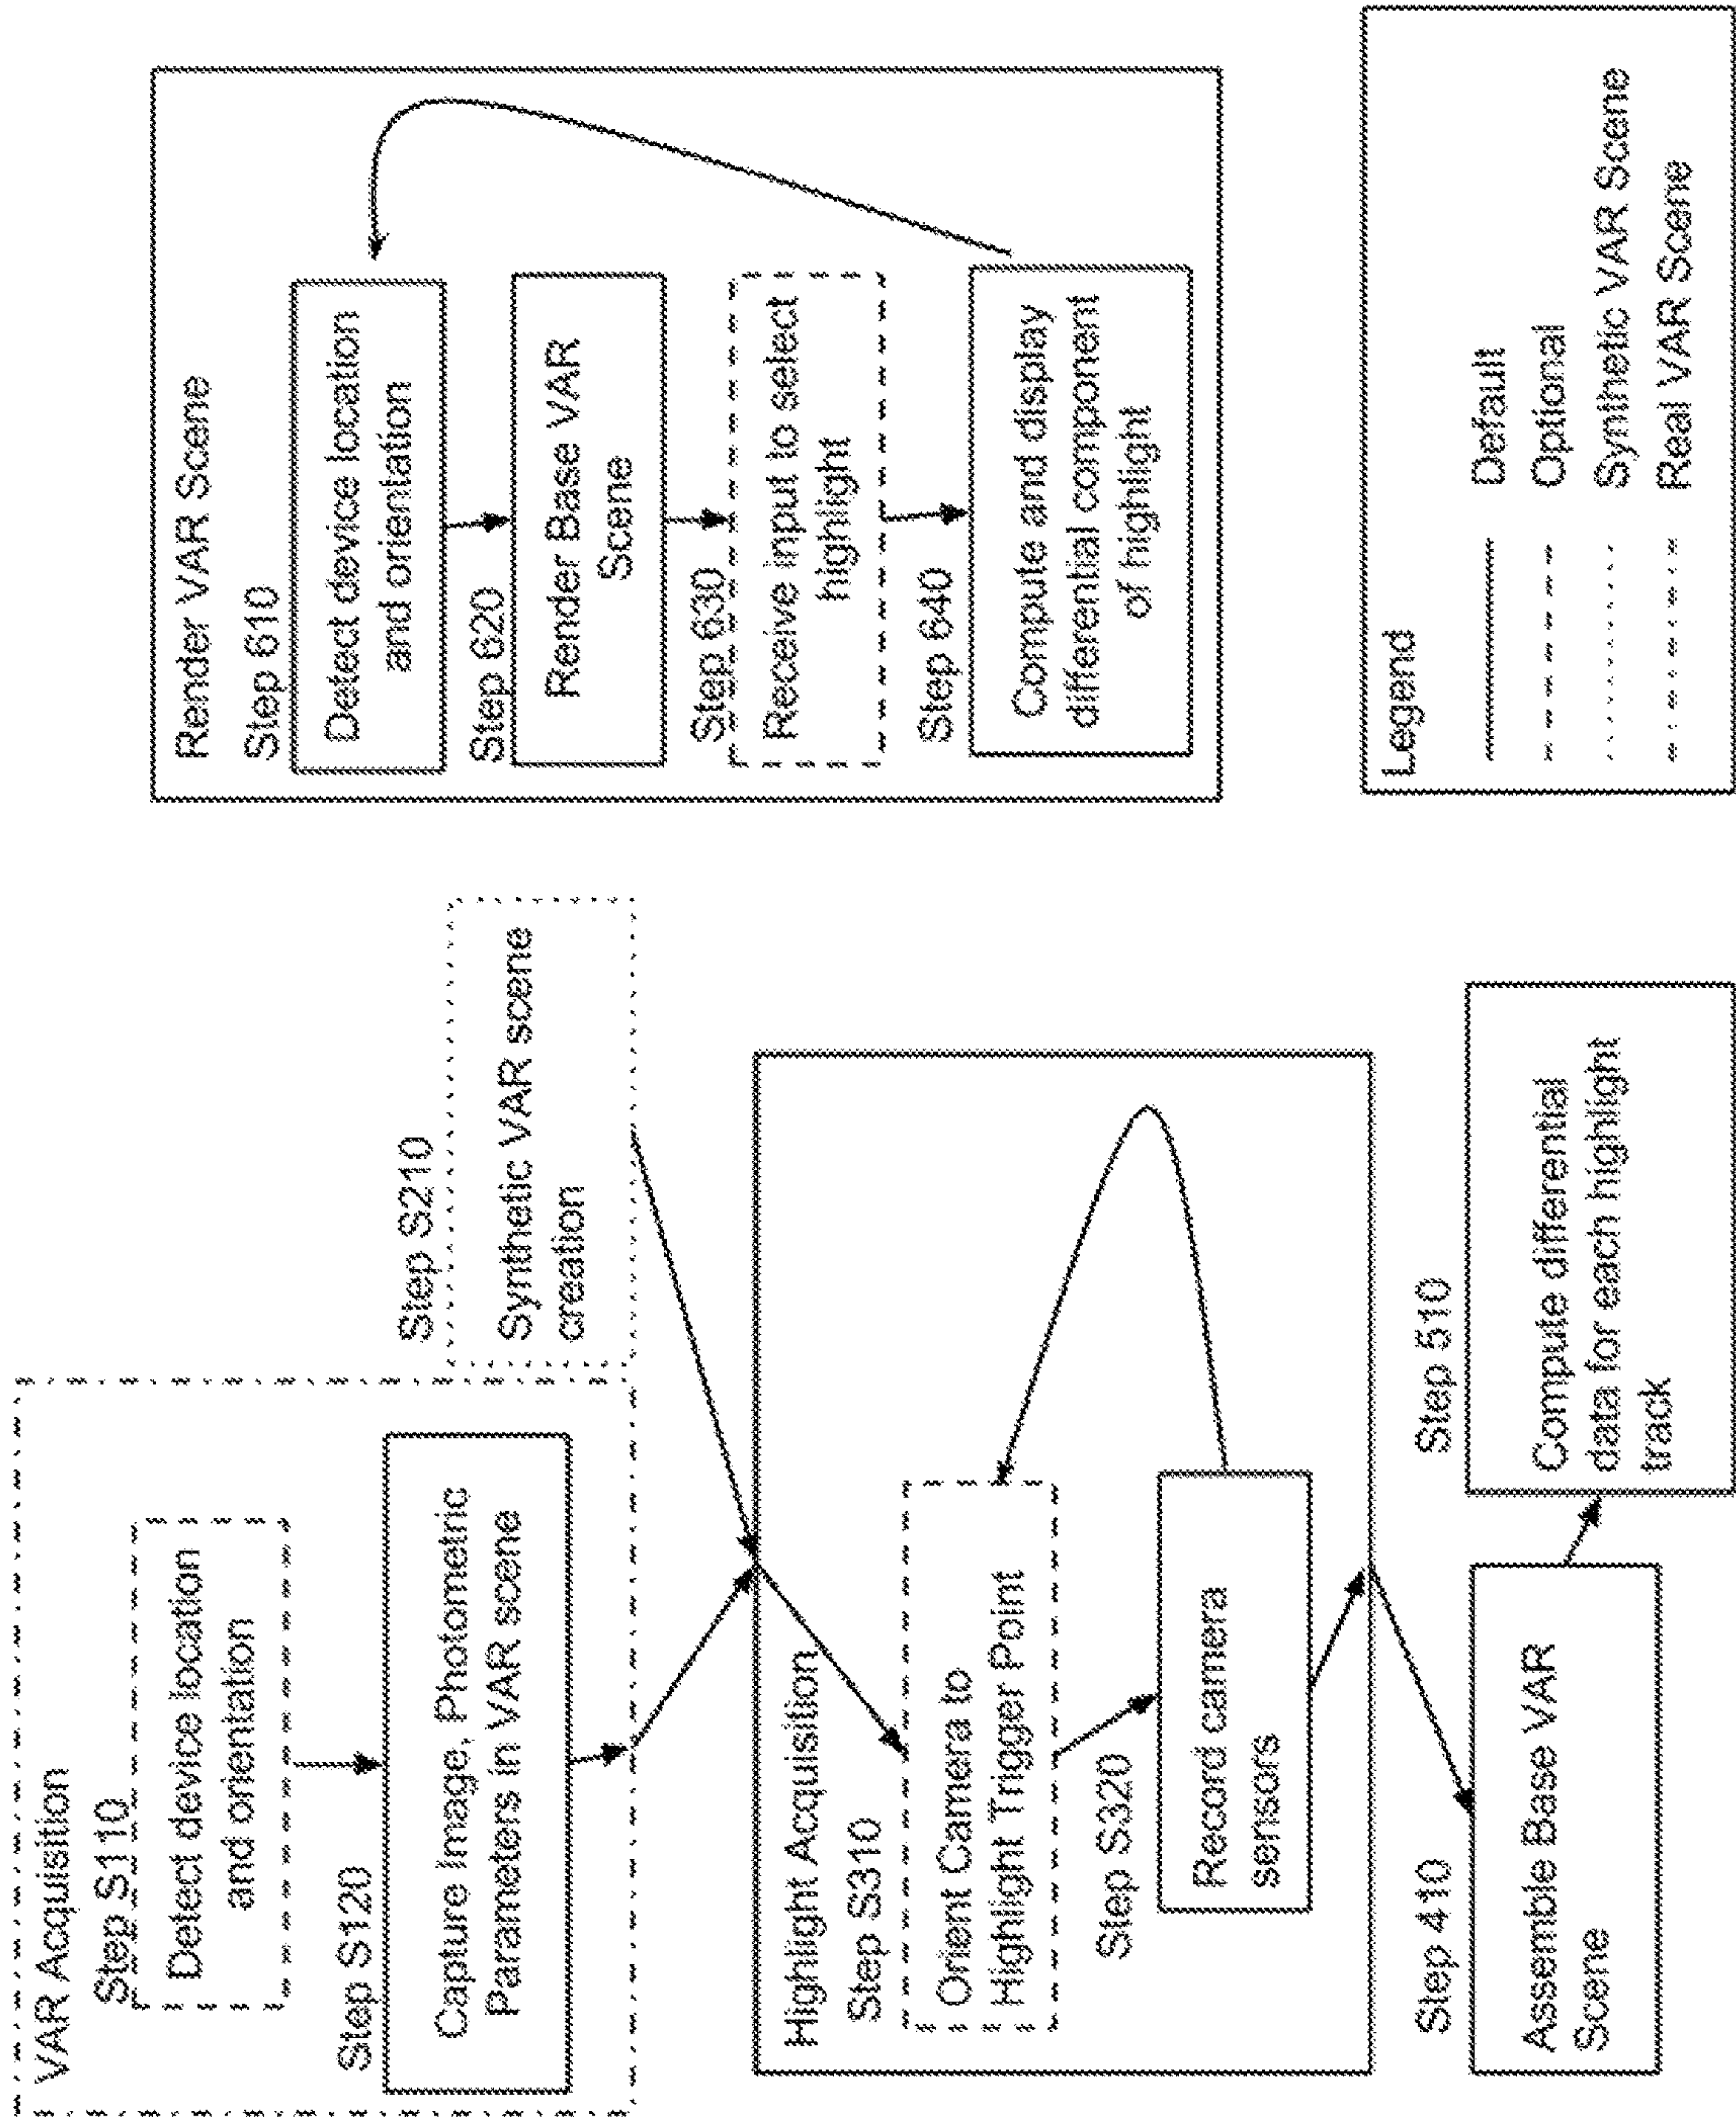 VAR Acquisition
Step S110
Detect device location
and orientation
Step S120
Capture Image, Photometric
Parameters in VAR scene
Step S210
Synthetic VAR scene
creation
Highlight Acquisition
Step S310
Orient Camera to
Highlight Trigger Point
Step S320
Record camera
sensors
Step 410
Assemble Base VAR
Scene
Step 510
Compute differential
data for each highlight
track
Render VAR Scene
Step 610
Detect device location
and orientation
Step 620
Render Base VAR
Scene
Step 630
Receive input to select
highlight
Step 640
Compute and display
differential component
of highlight
Legend
Default
Optional
Synthetic VAR Scene
Real VAR Scene